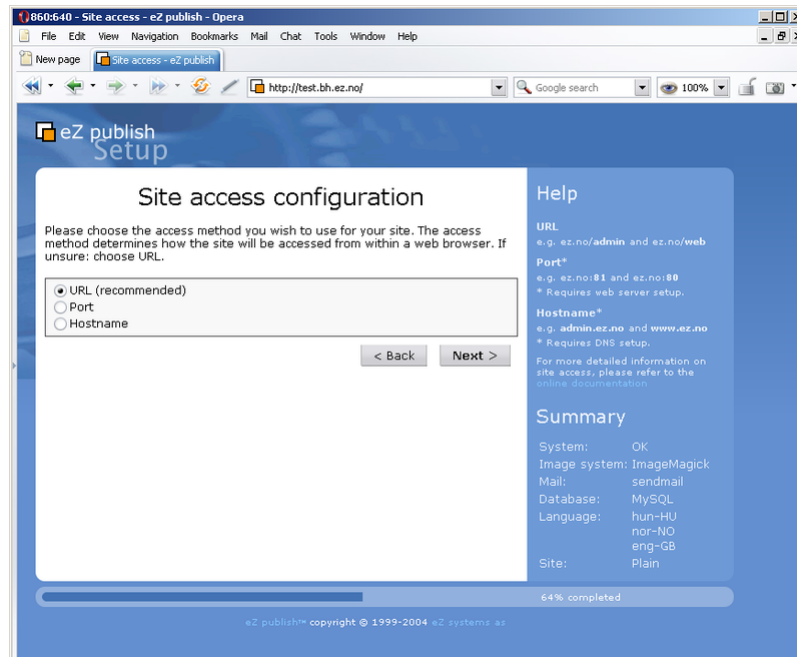 860:640 - Site access - eZ publish - Opera
File Edit View Navigation Bookmarks Mail Chat Tools Window Help
New page Site access - eZ publish
http://test.bh.ez.no/ Google search 100%
eZ publish
Setup
Site access configuration
Please choose the access method you wish to use for your site. The access
method determines how the site will be accessed from within a web browser. If
unsure: choose URL.
URL (recommended)
Port
Hostname
< Back Next >
Help
URL
e.g. ez.no/admin and ez.no/web
Port*
e.g. ez.no:81 and ez.no:80
* Requires web server setup.
Hostname*
e.g. admin.ez.no and www.ez.no
* Requires DNS setup.
For more detailed information on
site access, please refer to the
online documentation
Summary
System: OK
Image system: ImageMagick
Mail: sendmail
Database: MySQL
Language: hun-HU
nor-NO
eng-GB
Site: Plain
64% completed
eZ publish™ copyright © 1999-2004 eZ systems as